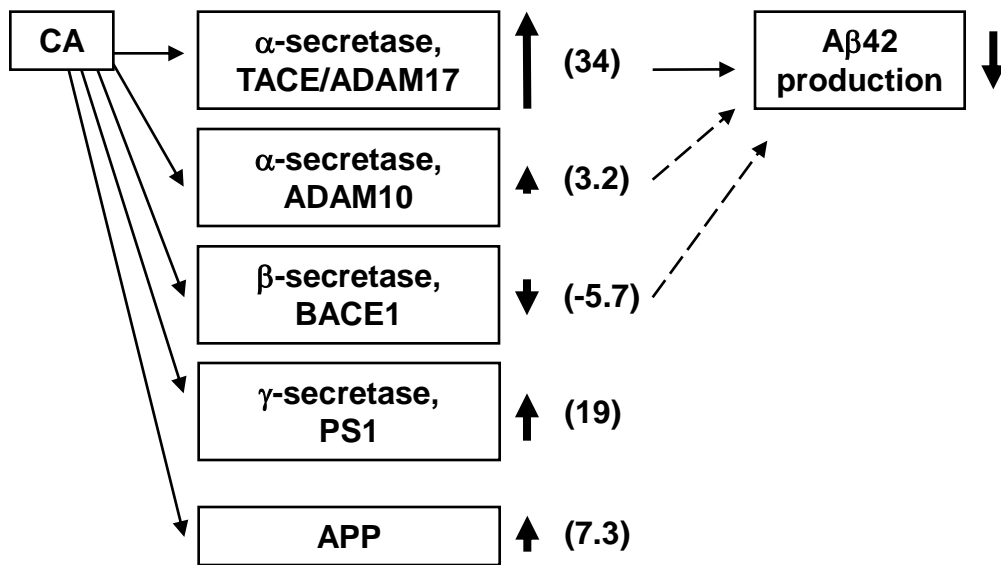 CA
α-secretase,
TACE/ADAM17
(34)
Aβ42
production
α-secretase,
ADAM10
(3.2)
β-secretase,
BACE1
(-5.7)
γ-secretase,
PS1
(19)
APP
(7.3)